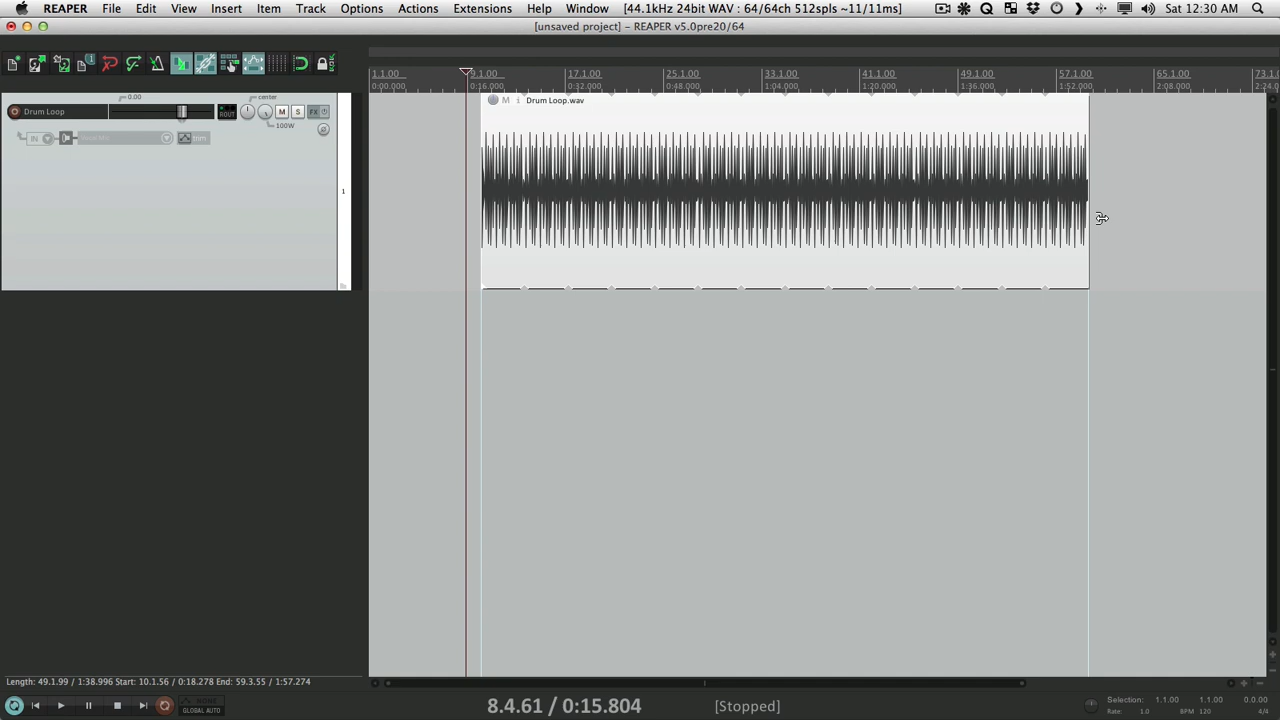 REAPER File Edit View Insert Item Track Options Actions Extensions Help Window [44.1kHz 24bit WAV : 64/64ch 512spls ~11/11ms] Sat 12:30 AM
[unsaved project] - REAPER v5.0pre20/64
1.1.00 9.1.00 17.1.00 25.1.00 33.1.00 41.1.00 49.1.00 57.1.00 65.1.00 73.1.0
0:00.000 0:16.000 0:32.000 0:48.000 1:04.000 1:20.000 1:36.000 1:52.000 2:08.000 2:24.0
0.00 center
M i Drum Loop.wav
Drum Loop ROUT M S FX
100W
IN trim
1
Length: 49.1.99 / 1:38.996 Start: 10.1.56 / 0:18.278 End: 59.3.55 / 1:57.274
NONE
GLOBAL AUTO
8.4.61 / 0:15.804 [Stopped]
Selection: 1.1.00 1.1.00 0.0.00
Rate: 1.0 BPM 120 4/4